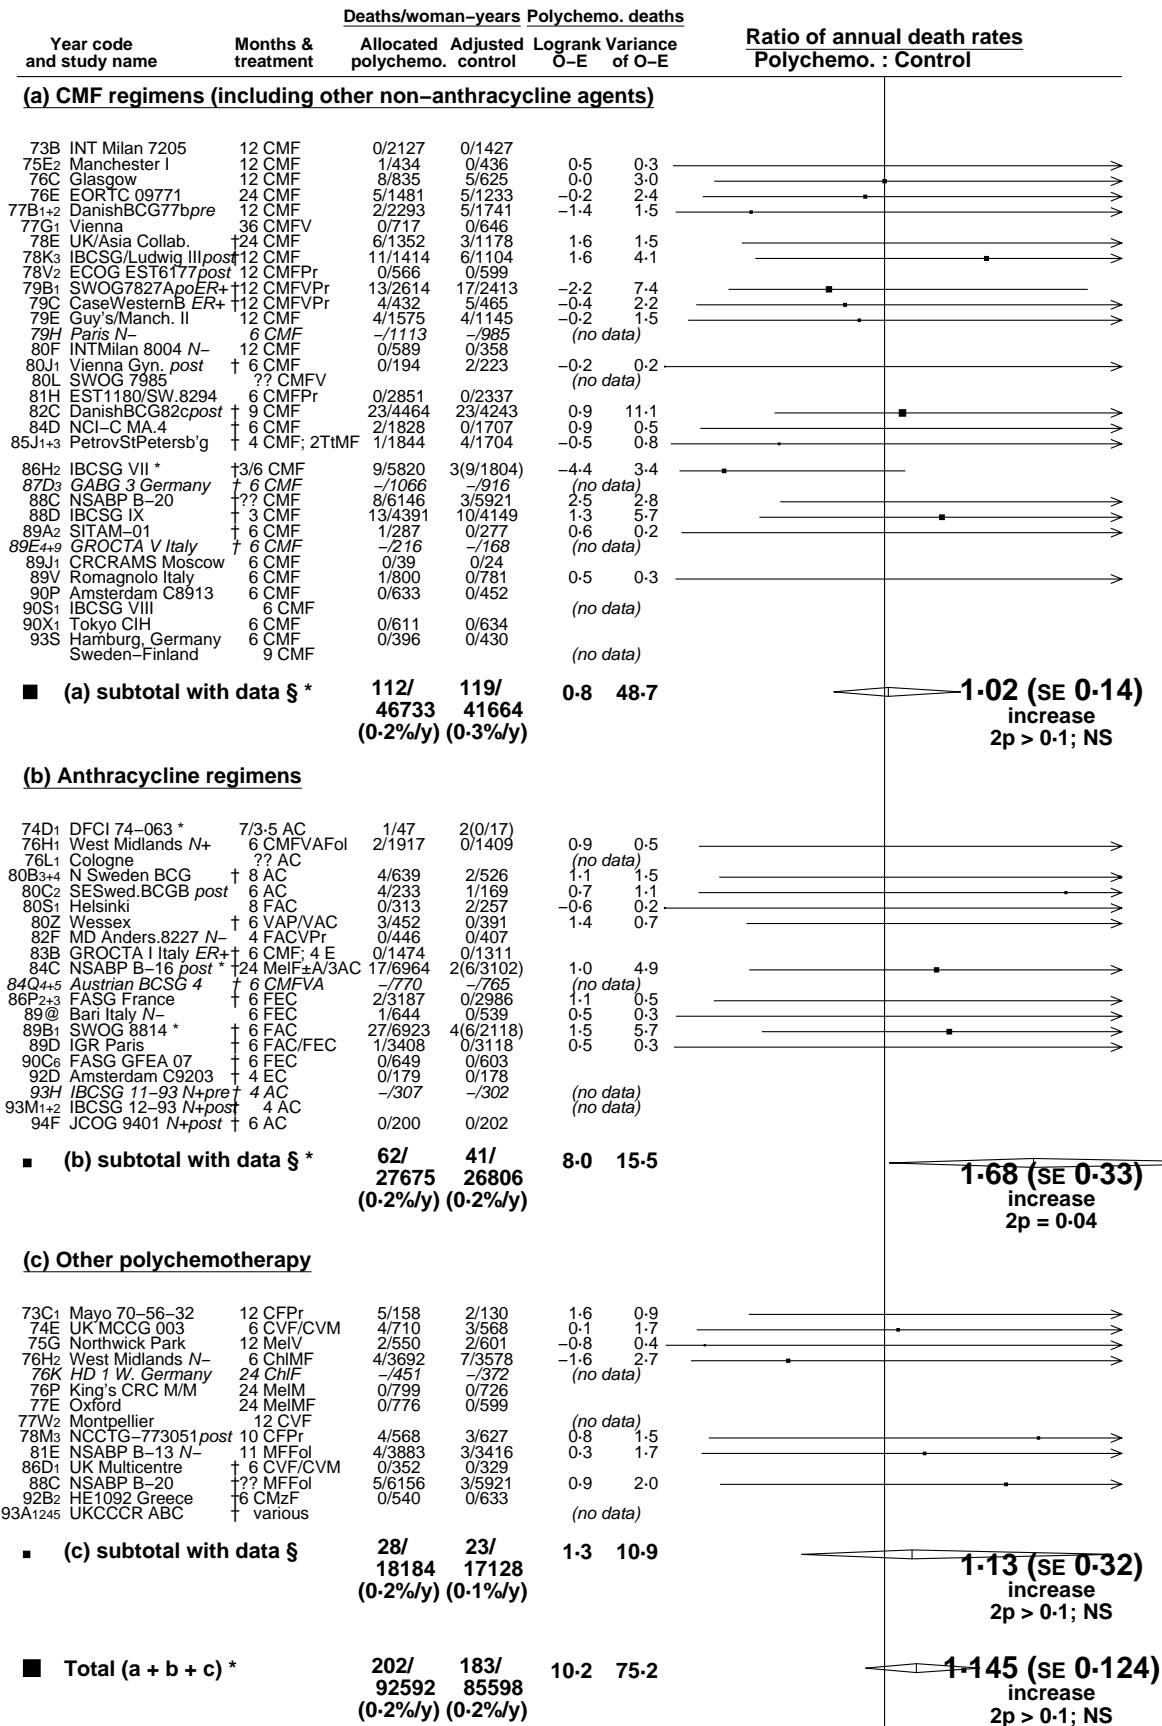 Deaths/woman–years Polychemo. deaths
Year code and study name Months & treatment Allocated polychemo. Adjusted control Logrank O–E Variance of O–E Ratio of annual death rates Polychemo. : Control
(a) CMF regimens (including other non–anthracycline agents)
73B INT Milan 7205 12 CMF 0/2127 0/1427
75E2 Manchester I 12 CMF 1/434 0/436 0·5 0·3
76C Glasgow 12 CMF 8/835 5/625 0·0 3·0
76E EORTC 09771 24 CMF 5/1481 5/1233 –0·2 2·4
77B1+2 DanishBCG77bpre 12 CMF 2/2293 5/1741 –1·4 1·5
77G1 Vienna 36 CMFV 0/717 0/646
78E UK/Asia Collab. †24 CMF 6/1352 3/1178 1·6 1·5
78K3 IBCSG/Ludwig IIIpost †12 CMF 11/1414 6/1104 1·6 4·1
78V2 ECOG EST6177post 12 CMFPr 0/566 0/599
79B1 SWOG7827ApoER+ †12 CMFVPr 13/2614 17/2413 –2·2 7·4
79C CaseWesternB ER+ †12 CMFVPr 4/432 5/465 –0·4 2·2
79E Guy's/Manch. II 12 CMF 4/1575 4/1145 –0·2 1·5
79H Paris N– 6 CMF –/1113 –/985 (no data)
80F INTMilan 8004 N– 12 CMF 0/589 0/358
80J1 Vienna Gyn. post † 6 CMF 0/194 2/223 –0·2 0·2
80L SWOG 7985 ?? CMFV (no data)
81H EST1180/SW.8294 6 CMFPr 0/2851 0/2337
82C DanishBCG82cpost † 9 CMF 23/4464 23/4243 0·9 11·1
84D NCI–C MA.4 † 6 CMF 2/1828 0/1707 0·9 0·5
85J1+3 PetrovStPetersb'g † 4 CMF; 2TtMF 1/1844 4/1704 –0·5 0·8
86H2 IBCSG VII * †3/6 CMF 9/5820 3(9/1804) –4·4 3·4
87D3 GABG 3 Germany † 6 CMF –/1066 –/916 (no data)
88C NSABP B–20 †?? CMF 8/6146 3/5921 2·5 2·8
88D IBCSG IX † 3 CMF 13/4391 10/4149 1·3 5·7
89A2 SITAM–01 † 6 CMF 1/287 0/277 0·6 0·2
89E4+9 GROCTA V Italy † 6 CMF –/216 –/168 (no data)
89J1 CRCRAMS Moscow 6 CMF 0/39 0/24
89V Romagnolo Italy 6 CMF 1/800 0/781 0·5 0·3
90P Amsterdam C8913 6 CMF 0/633 0/452
90S1 IBCSG VIII 6 CMF (no data)
90X1 Tokyo CIH 6 CMF 0/611 0/634
93S Hamburg, Germany 6 CMF 0/396 0/430
Sweden–Finland 9 CMF (no data)
(a) subtotal with data § * 112/ 119/ 0·8 48·7 1·02 (SE 0·14)
46733 41664 increase
(0·2%/y) (0·3%/y) 2p > 0·1; NS
(b) Anthracycline regimens
74D1 DFCI 74–063 * 7/3·5 AC 1/47 2(0/17)
76H1 West Midlands N+ 6 CMFVAFol 2/1917 0/1409 0·9 0·5
76L1 Cologne ?? AC (no data)
80B3+4 N Sweden BCG † 8 AC 4/639 2/526 1·1 1·5
80C2 SESwed.BCGB post 6 AC 4/233 1/169 0·7 1·1
80S1 Helsinki 8 FAC 0/313 2/257 –0·6 0·2
80Z Wessex † 6 VAP/VAC 3/452 0/391 1·4 0·7
82F MD Anders.8227 N– 4 FACVPr 0/446 0/407
83B GROCTA I Italy ER+ † 6 CMF; 4 E 0/1474 0/1311
84C NSABP B–16 post * †24 MelF±A/3AC 17/6964 2(6/3102) 1·0 4·9
84Q4+5 Austrian BCSG 4 † 6 CMFVA –/770 –/765 (no data)
86P2+3 FASG France † 6 FEC 2/3187 0/2986 1·1 0·5
89@ Bari Italy N– 6 FEC 1/644 0/539 0·5 0·3
89B1 SWOG 8814 * † 6 FAC 27/6923 4(6/2118) 1·5 5·7
89D IGR Paris † 6 FAC/FEC 1/3408 0/3118 0·5 0·3
90C6 FASG GFEA 07 † 6 FEC 0/649 0/603
92D Amsterdam C9203 † 4 EC 0/179 0/178
93H IBCSG 11–93 N+pre † 4 AC –/307 –/302 (no data)
93M1+2 IBCSG 12–93 N+post † 4 AC (no data)
94F JCOG 9401 N+post † 6 AC 0/200 0/202
(b) subtotal with data § * 62/ 41/ 8·0 15·5 1·68 (SE 0·33)
27675 26806 increase
(0·2%/y) (0·2%/y) 2p = 0·04
(c) Other polychemotherapy
73C1 Mayo 70–56–32 12 CFPr 5/158 2/130 1·6 0·9
74E UK MCCG 003 6 CVF/CVM 4/710 3/568 0·1 1·7
75G Northwick Park 12 MelV 2/550 2/601 –0·8 0·4
76H2 West Midlands N– 6 ChlMF 4/3692 7/3578 –1·6 2·7
76K HD 1 W. Germany 24 ChlF –/451 –/372 (no data)
76P King's CRC M/M 24 MelM 0/799 0/726
77E Oxford 24 MelMF 0/776 0/599
77W2 Montpellier 12 CVF (no data)
78M3 NCCTG–773051post 10 CFPr 4/568 3/627 0·8 1·5
81E NSABP B–13 N– 11 MFFol 4/3883 3/3416 0·3 1·7
86D1 UK Multicentre † 6 CVF/CVM 0/352 0/329
88C NSABP B–20 †?? MFFol 5/6156 3/5921 0·9 2·0
92B2 HE1092 Greece †6 CMzF 0/540 0/633
93A1245 UKCCCR ABC † various (no data)
(c) subtotal with data § 28/ 23/ 1·3 10·9 1·13 (SE 0·32)
18184 17128 increase
(0·2%/y) (0·1%/y) 2p > 0·1; NS
Total (a + b + c) * 202/ 183/ 10·2 75·2 1·145 (SE 0·124)
92592 85598 increase
(0·2%/y) (0·2%/y) 2p > 0·1; NS